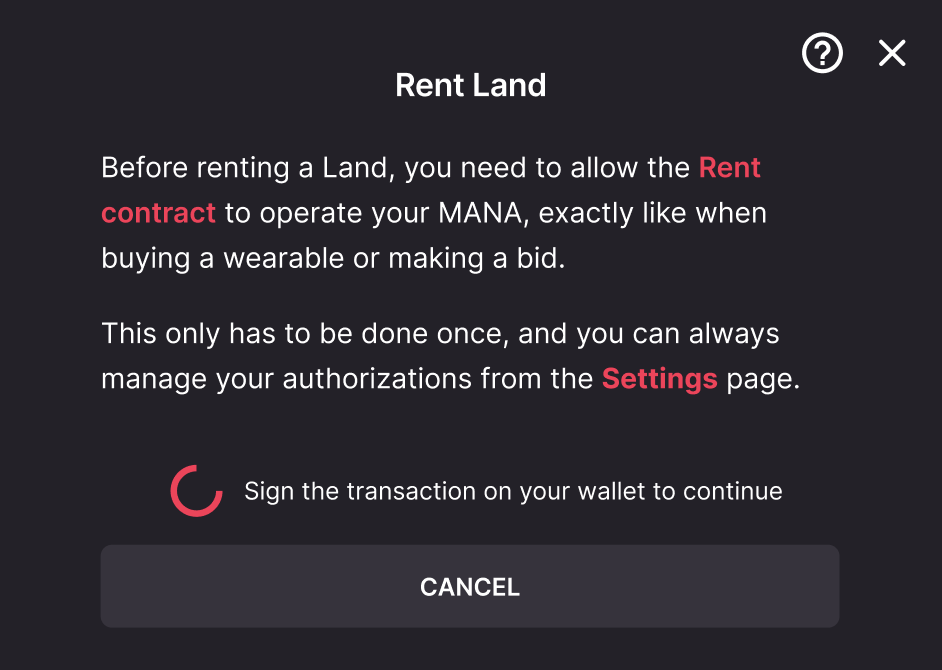 Rent Land
Before renting a Land, you need to allow the Rent
contract to operate your MANA, exactly like when
buying a wearable or making a bid.
This only has to be done once, and you can always
manage your authorizations from the Settings page.
Sign the transaction on your wallet to continue
CANCEL